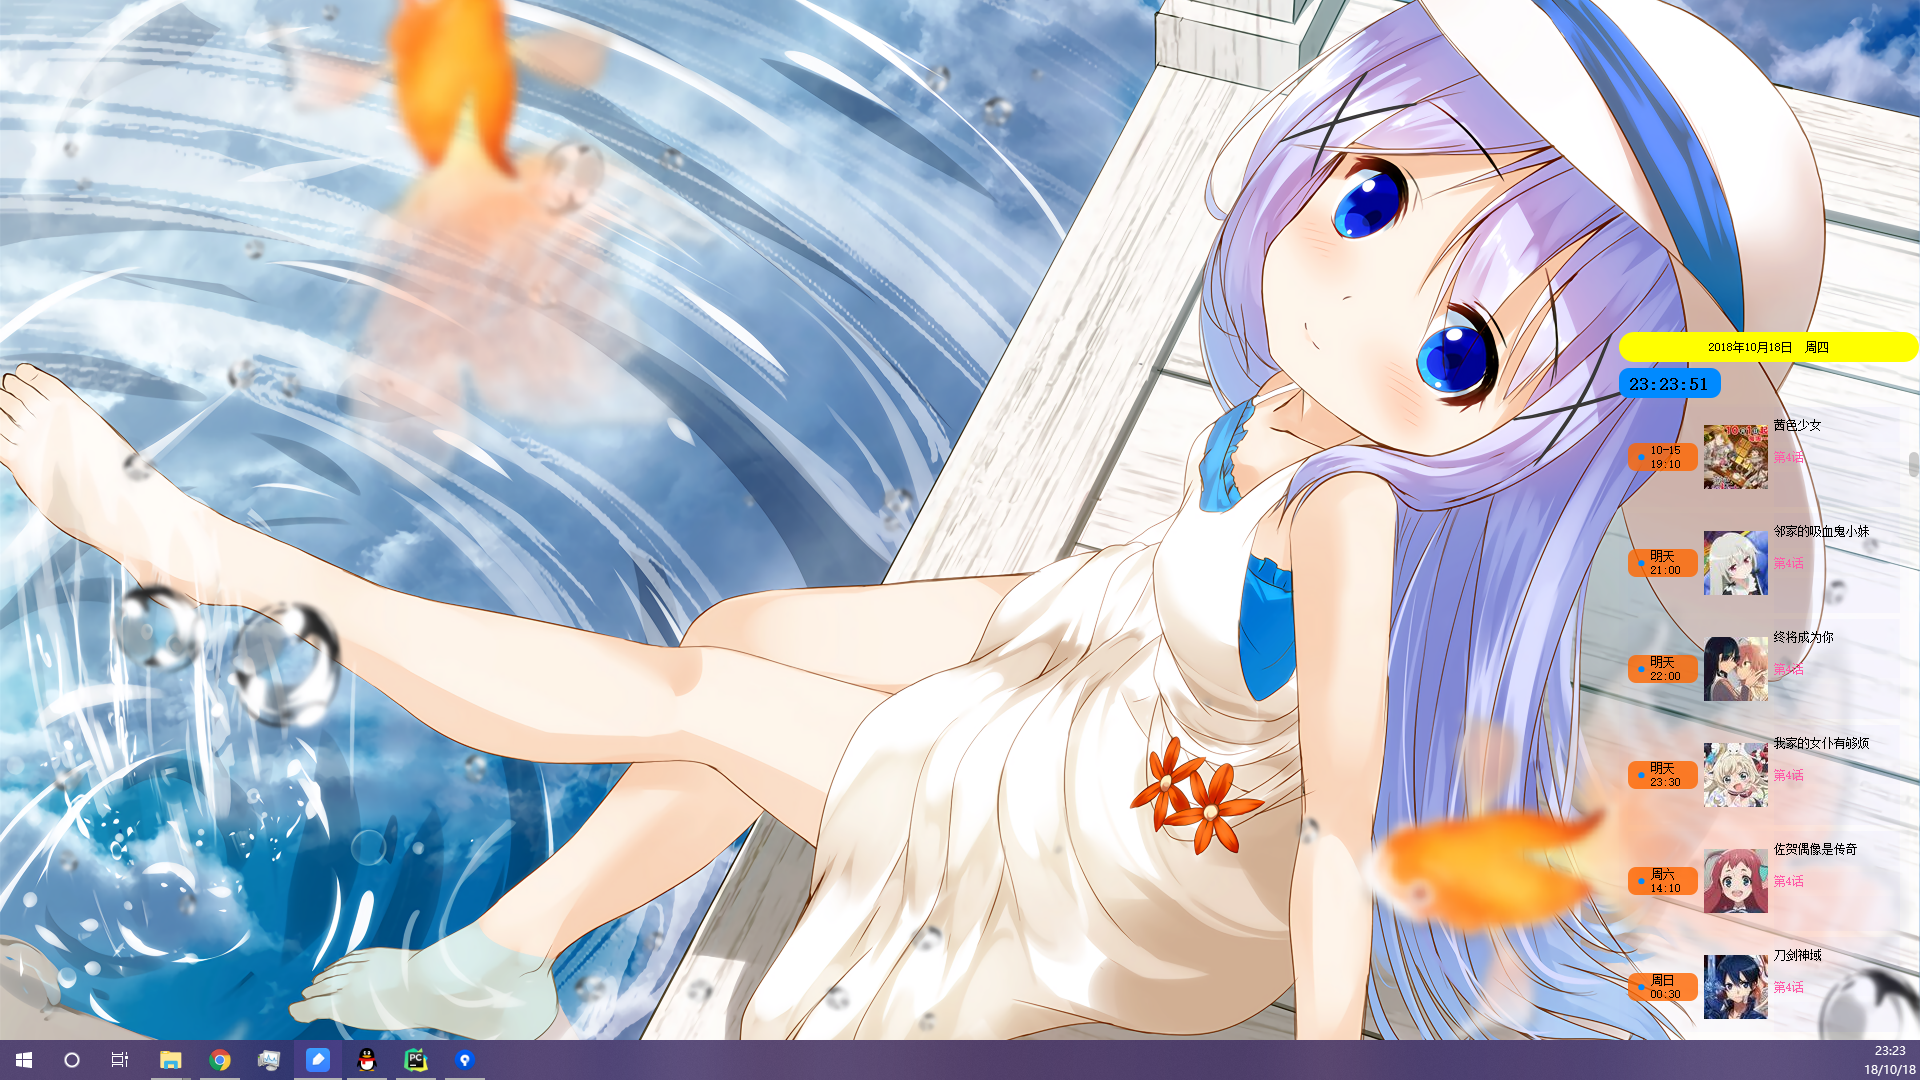 2018年10月18日 周四
23:23:51
10-15
19:10
茜色少女
第4话
明天
21:00
邻家的吸血鬼小妹
第4话
明天
22:00
终将成为你
第4话
明天
23:30
我家的女仆有够烦
第4话
周六
14:10
佐贺偶像是传奇
第4话
周日
00:30
刀剑神域
第4话
PC
23:23
18/10/18